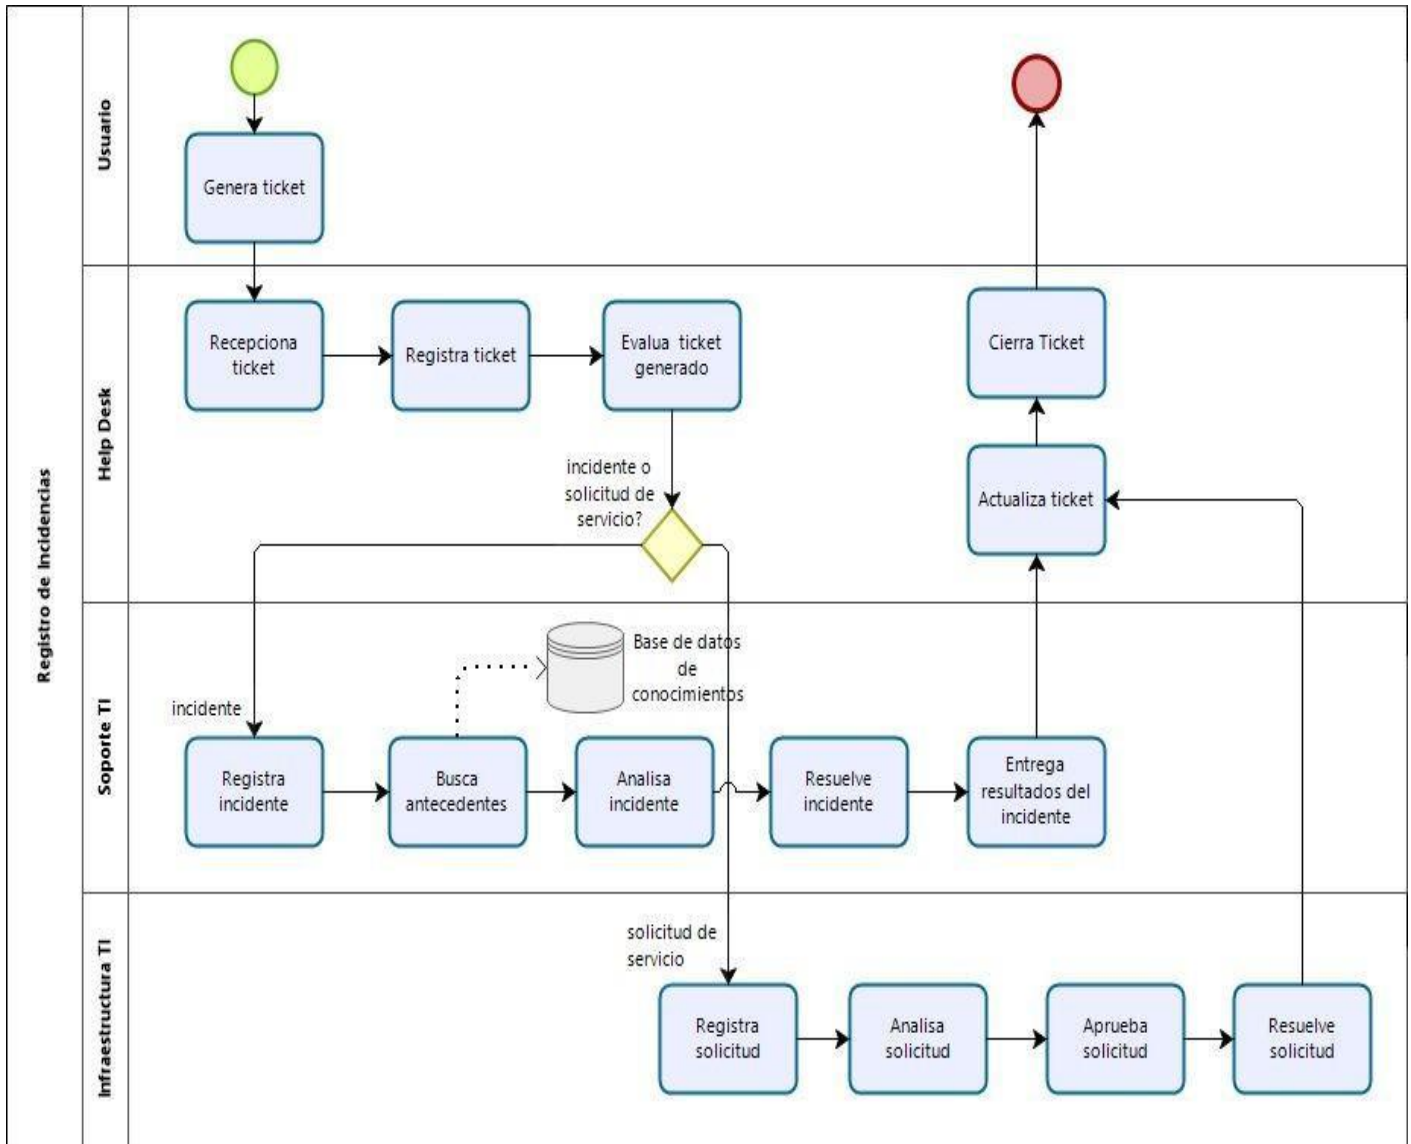 Registro de Incidencias
Usuario
Genera ticket
Help Desk
Recepciona
ticket
Registra ticket
Evalua ticket
generado
incidente o
solicitud de
servicio?
Cierra Ticket
Actualiza ticket
Soporte TI
Base de datos
de
conocimientos
incidente
Registra
incidente
Busca
antecedentes
Analisa
incidente
Resuelve
incidente
Entrega
resultados del
incidente
Infraestructura TI
solicitud de
servicio
Registra
solicitud
Analisa
solicitud
Aprueba
solicitud
Resuelve
solicitud